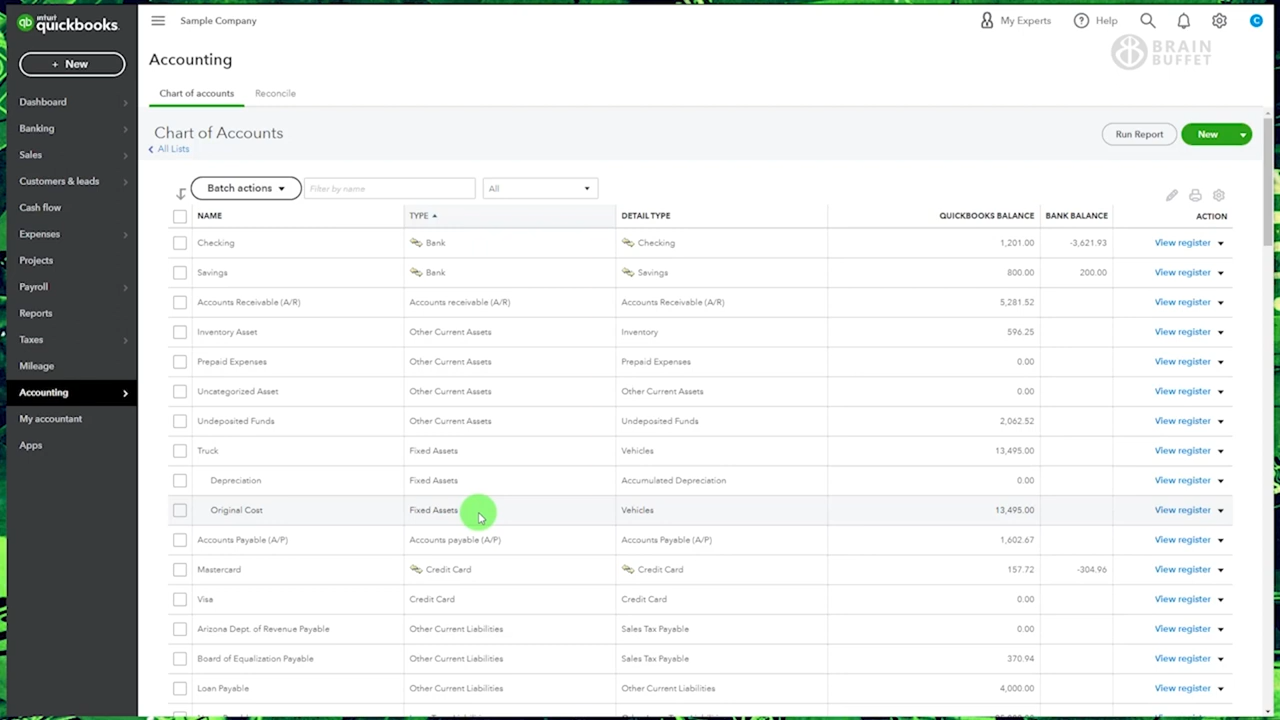 intuit quickbooks.
Sample Company
My Experts
Help
C
BRAIN BUFFET
+ New
Accounting
Dashboard
Banking
Sales
Customers & leads
Cash flow
Expenses
Projects
Payroll
Reports
Taxes
Mileage
Accounting
My accountant
Apps
Chart of accounts Reconcile
Chart of Accounts
All Lists
Run Report New
Batch actions Filter by name All
NAME TYPE DETAIL TYPE QUICKBOOKS BALANCE BANK BALANCE ACTION
Checking Bank Checking 1,201.00 -3,621.93 View register
Savings Bank Savings 800.00 200.00 View register
Accounts Receivable (A/R) Accounts receivable (A/R) Accounts Receivable (A/R) 5,281.52 View register
Inventory Asset Other Current Assets Inventory 596.25 View register
Prepaid Expenses Other Current Assets Prepaid Expenses 0.00 View register
Uncategorized Asset Other Current Assets Other Current Assets 0.00 View register
Undeposited Funds Other Current Assets Undeposited Funds 2,062.52 View register
Truck Fixed Assets Vehicles 13,495.00 View register
Depreciation Fixed Assets Accumulated Depreciation 0.00 View register
Original Cost Fixed Assets Vehicles 13,495.00 View register
Accounts Payable (A/P) Accounts payable (A/P) Accounts Payable (A/P) 1,602.67 View register
Mastercard Credit Card Credit Card 157.72 -304.96 View register
Visa Credit Card Credit Card 0.00 View register
Arizona Dept. of Revenue Payable Other Current Liabilities Sales Tax Payable 0.00 View register
Board of Equalization Payable Other Current Liabilities Sales Tax Payable 370.94 View register
Loan Payable Other Current Liabilities Other Current Liabilities 4,000.00 View register